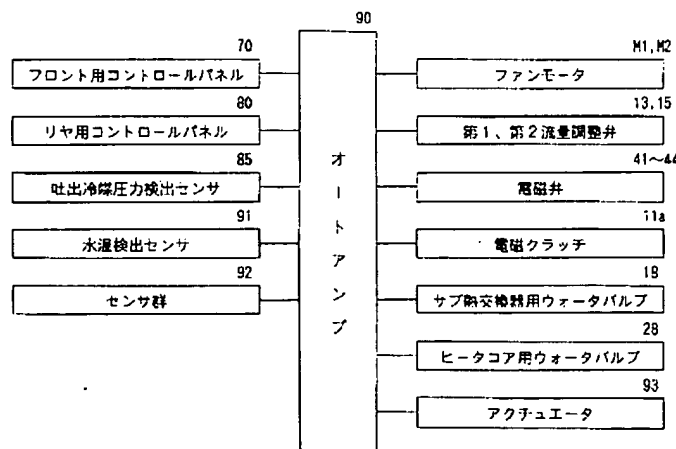 90
70
フロント用コントロールパネル
80
リヤ用コントロールパネル
85
吐出冷媒圧力検出センサ
91
水温検出センサ
92
センサ群
オートアンプ
M1,M2
ファンモータ
13,15
第1、第2流量調整弁
41～44
電磁弁
11a
電磁クラッチ
18
サブ熱交換器用ウォータバルブ
28
ヒータコア用ウォータバルブ
93
アクチュエータ